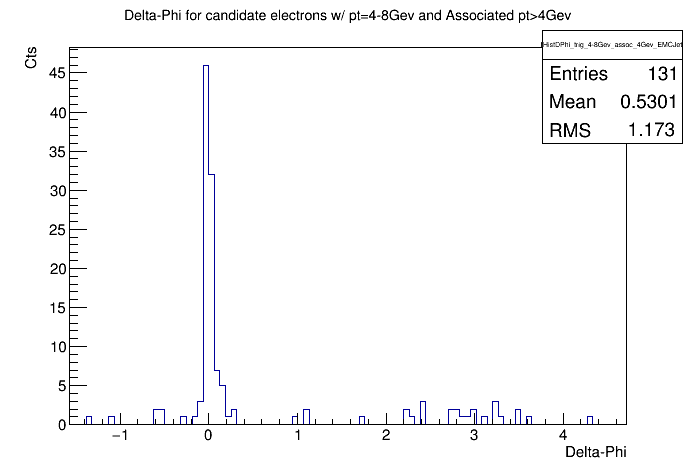 Delta-Phi for candidate electrons w/ pt=4-8Gev and Associated pt>4Gev
HistDPhi_trig_4-8Gev_assoc_4Gev_EMCJet
Entries 131
Mean 0.5301
RMS 1.173
Cts
45
40
35
30
25
20
15
10
5
0
−1 0 1 2 3 4
Delta-Phi